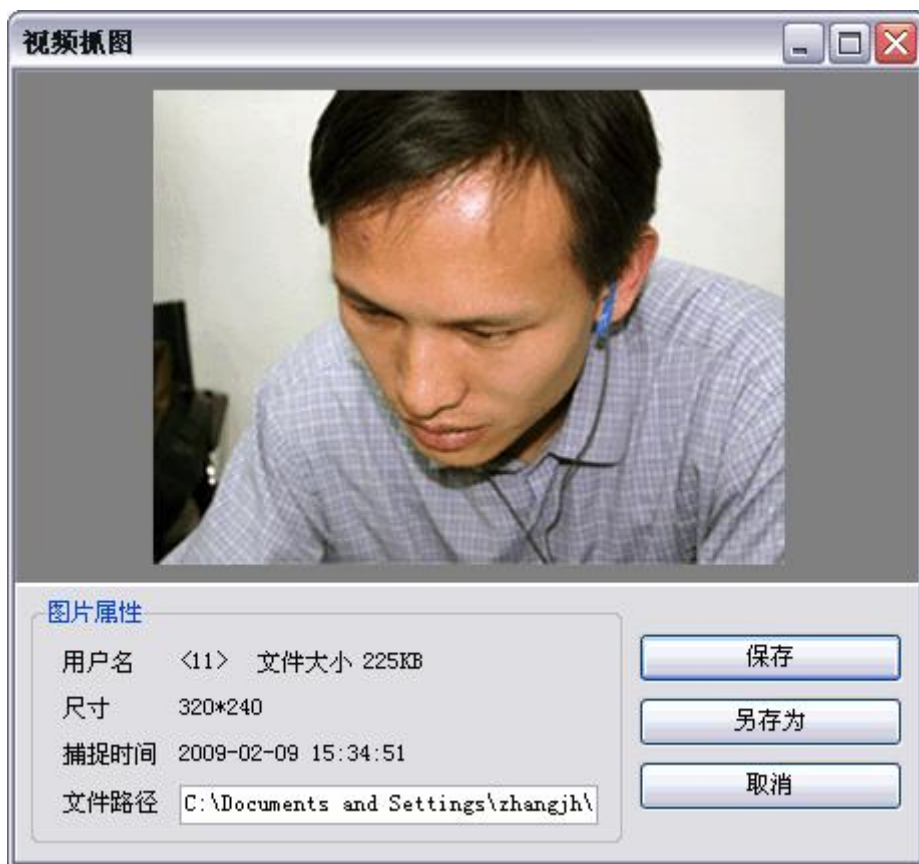 视频抓图
图片属性
用户名 <11> 文件大小 225KB
尺寸 320*240
捕捉时间 2009-02-09 15:34:51
文件路径 C:\Documents and Settings\zhangjh\
保存
另存为
取消